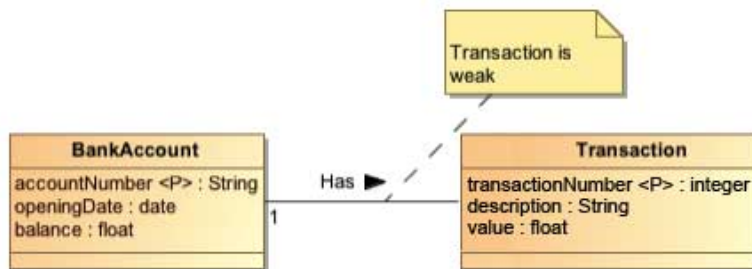 Transaction is
weak
BankAccount
accountNumber <P> : String
openingDate : date
balance : float
Has
1
Transaction
transactionNumber <P> : integer
description : String
value : float